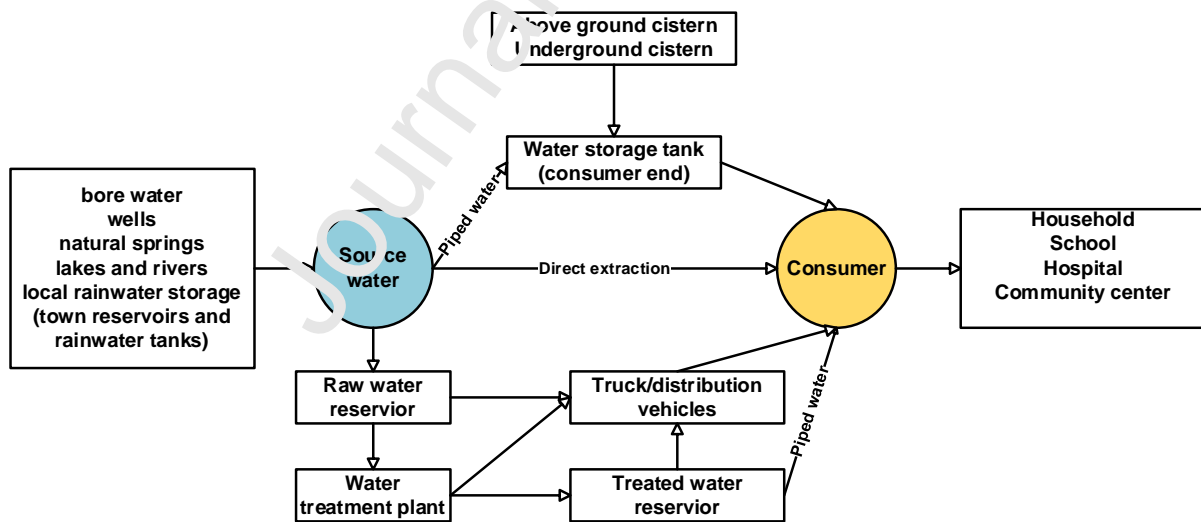 Above ground cistern
Underground cistern
Water storage tank
(consumer end)
bore water
wells
natural springs
lakes and rivers
local rainwater storage
(town reservoirs and
rainwater tanks)
Source
water
Piped water
Direct extraction
Consumer
Household
School
Hospital
Community center
Raw water
reservior
Truck/distribution
vehicles
Piped water
Water
treatment plant
Treated water
reservior
Journal